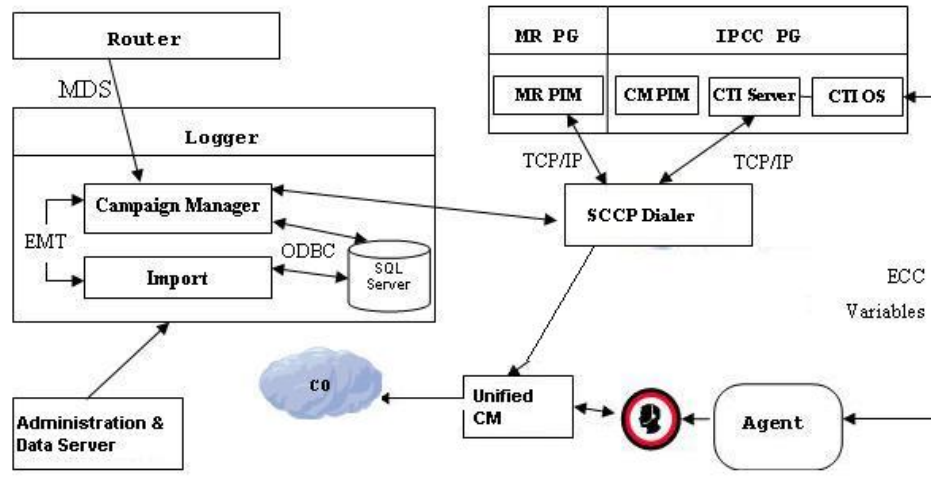 Router
MDS
Logger
Campaign Manager
EMT
ODBC
Import
SQL
Server
Administration &
Data Server
MR PG
IPCC PG
MR PIM
CM PIM
CTI Server
CTI OS
TCP/IP
TCP/IP
SCCP Dialer
ECC
Variables
CO
Unified
CM
Agent